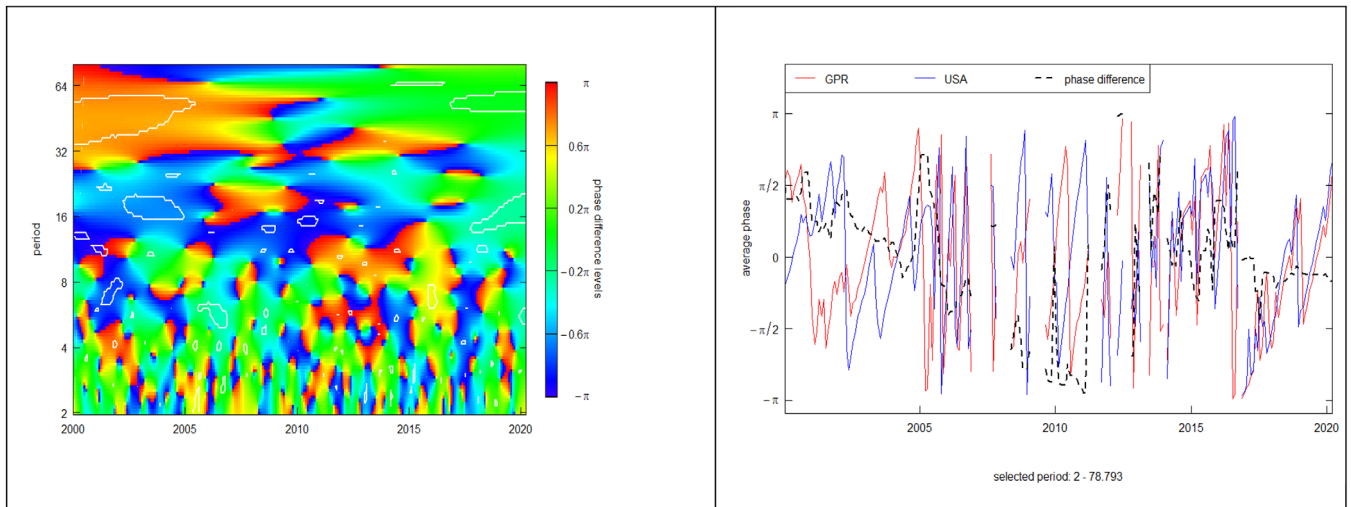 64
32
16
8
4
2
period
2000
2005
2010
2015
2020
π
0.6π
0.2π
−0.2π
−0.6π
−π
phase difference levels
GPR
USA
phase difference
π
π/2
0
−π/2
−π
average phase
2005
2010
2015
2020
selected period: 2 - 78.793